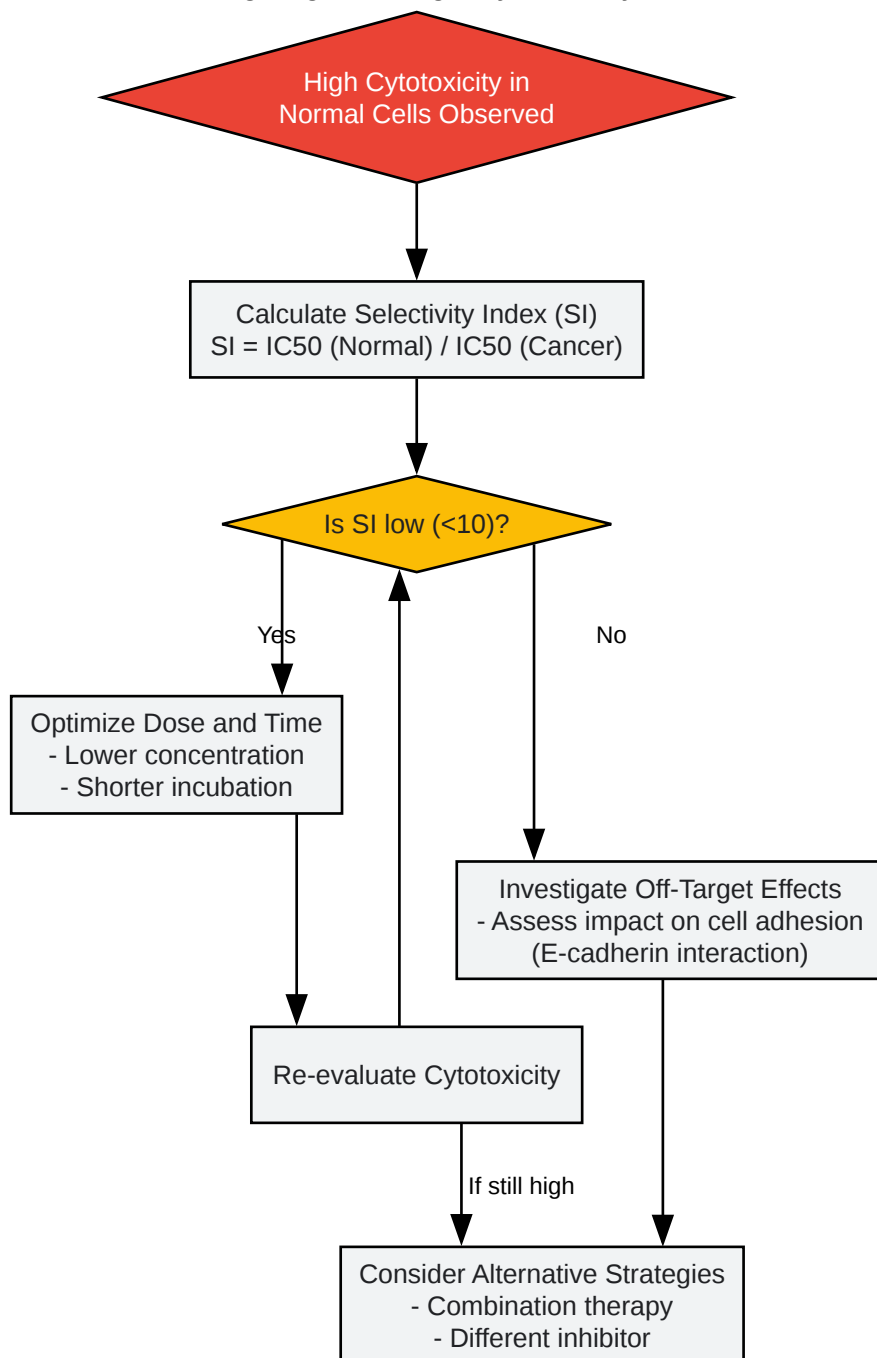 High Cytotoxicity in
Normal Cells Observed
Calculate Selectivity Index (SI)
SI = IC50 (Normal) / IC50 (Cancer)
Is SI low (<10)?
Yes
No
Optimize Dose and Time
- Lower concentration
- Shorter incubation
Investigate Off-Target Effects
- Assess impact on cell adhesion
(E-cadherin interaction)
Re-evaluate Cytotoxicity
If still high
Consider Alternative Strategies
- Combination therapy
- Different inhibitor